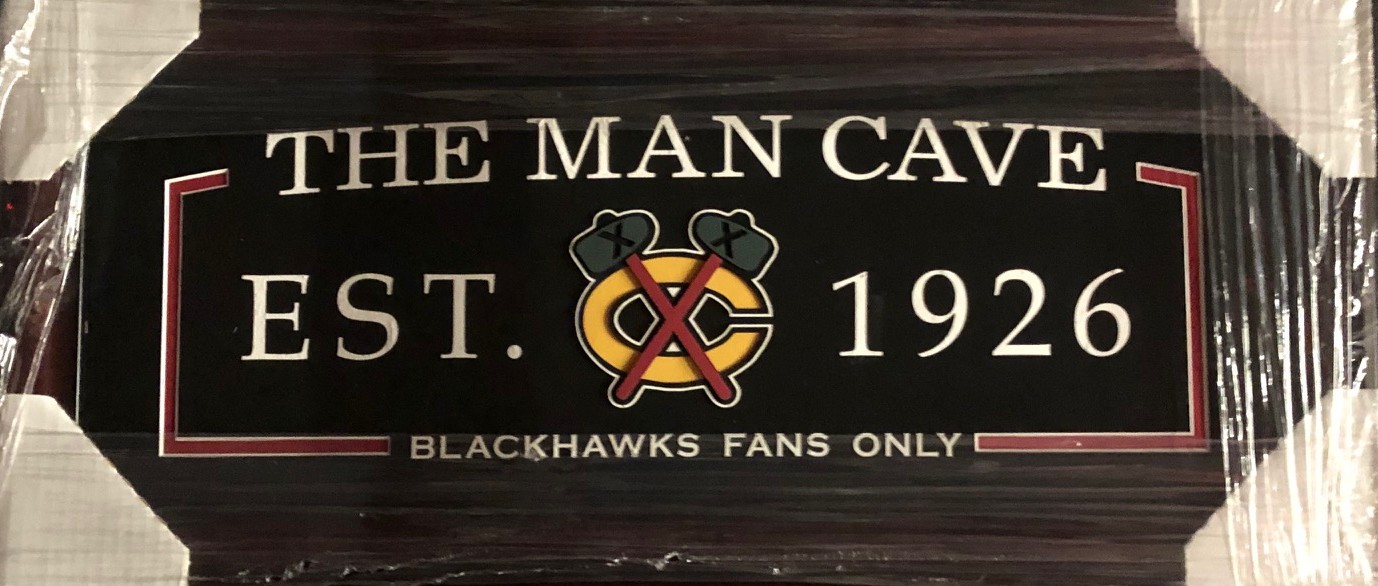 THE MAN CAVE
EST. 1926
BLACKHAWKS FANS ONLY